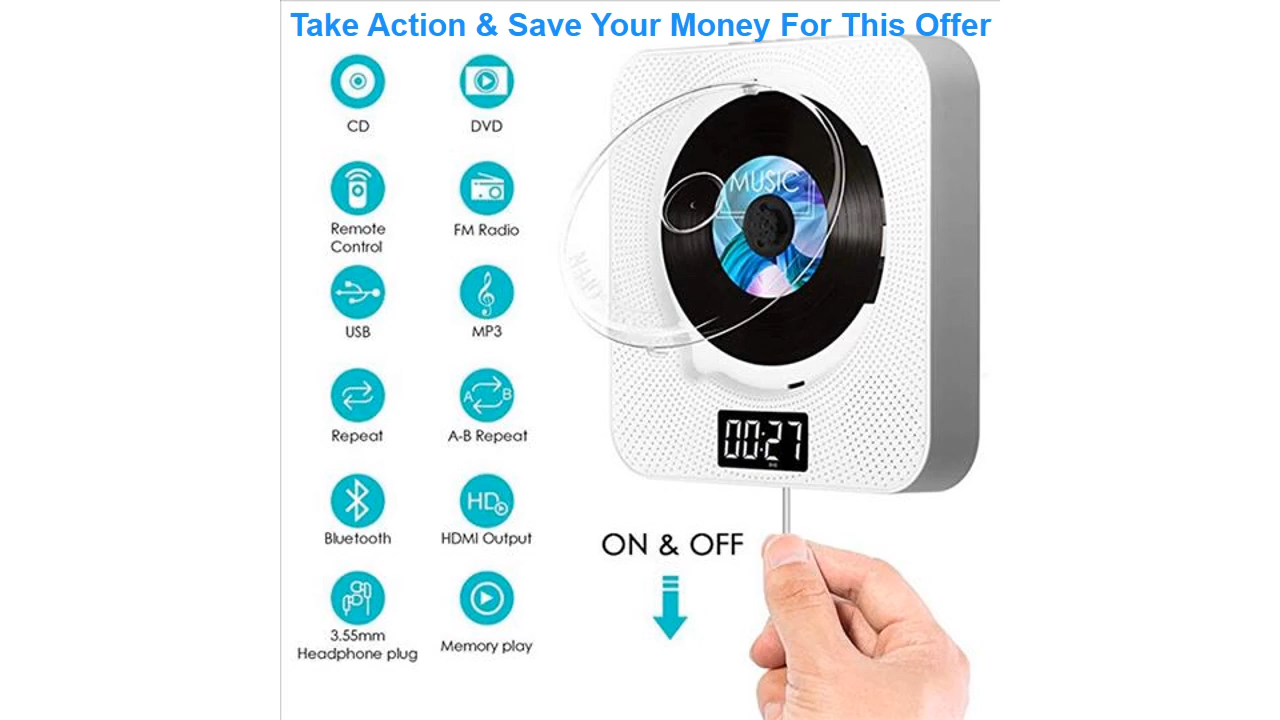 Take Action & Save Your Money For This Offer
CD
DVD
Remote
Control
FM Radio
USB
MP3
Repeat
A
B
A-B Repeat
Bluetooth
HD
HDMI Output
3.55mm
Headphone plug
Memory play
MUSIC
00:27
ON & OFF